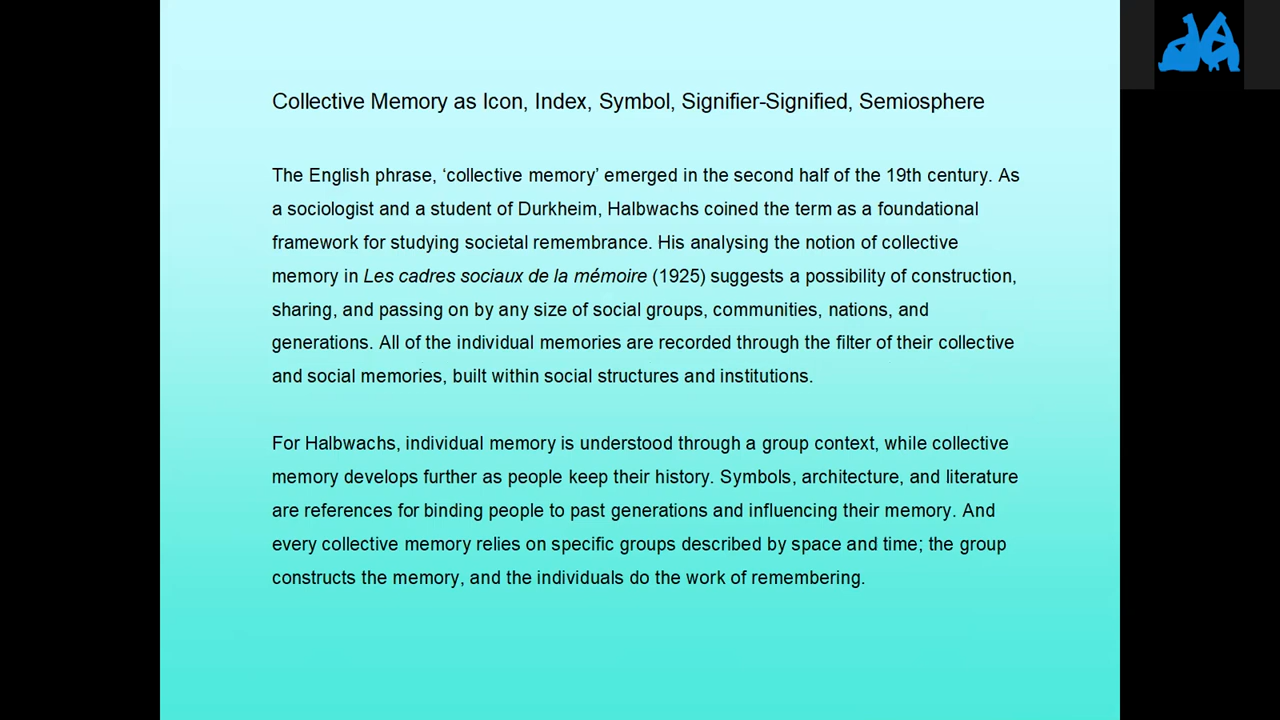 Collective Memory as Icon, Index, Symbol, Signifier-Signified, Semiosphere
The English phrase, ‘collective memory’ emerged in the second half of the 19th century. As
a sociologist and a student of Durkheim, Halbwachs coined the term as a foundational
framework for studying societal remembrance. His analysing the notion of collective
memory in Les cadres sociaux de la mémoire (1925) suggests a possibility of construction,
sharing, and passing on by any size of social groups, communities, nations, and
generations. All of the individual memories are recorded through the filter of their collective
and social memories, built within social structures and institutions.
For Halbwachs, individual memory is understood through a group context, while collective
memory develops further as people keep their history. Symbols, architecture, and literature
are references for binding people to past generations and influencing their memory. And
every collective memory relies on specific groups described by space and time; the group
constructs the memory, and the individuals do the work of remembering.